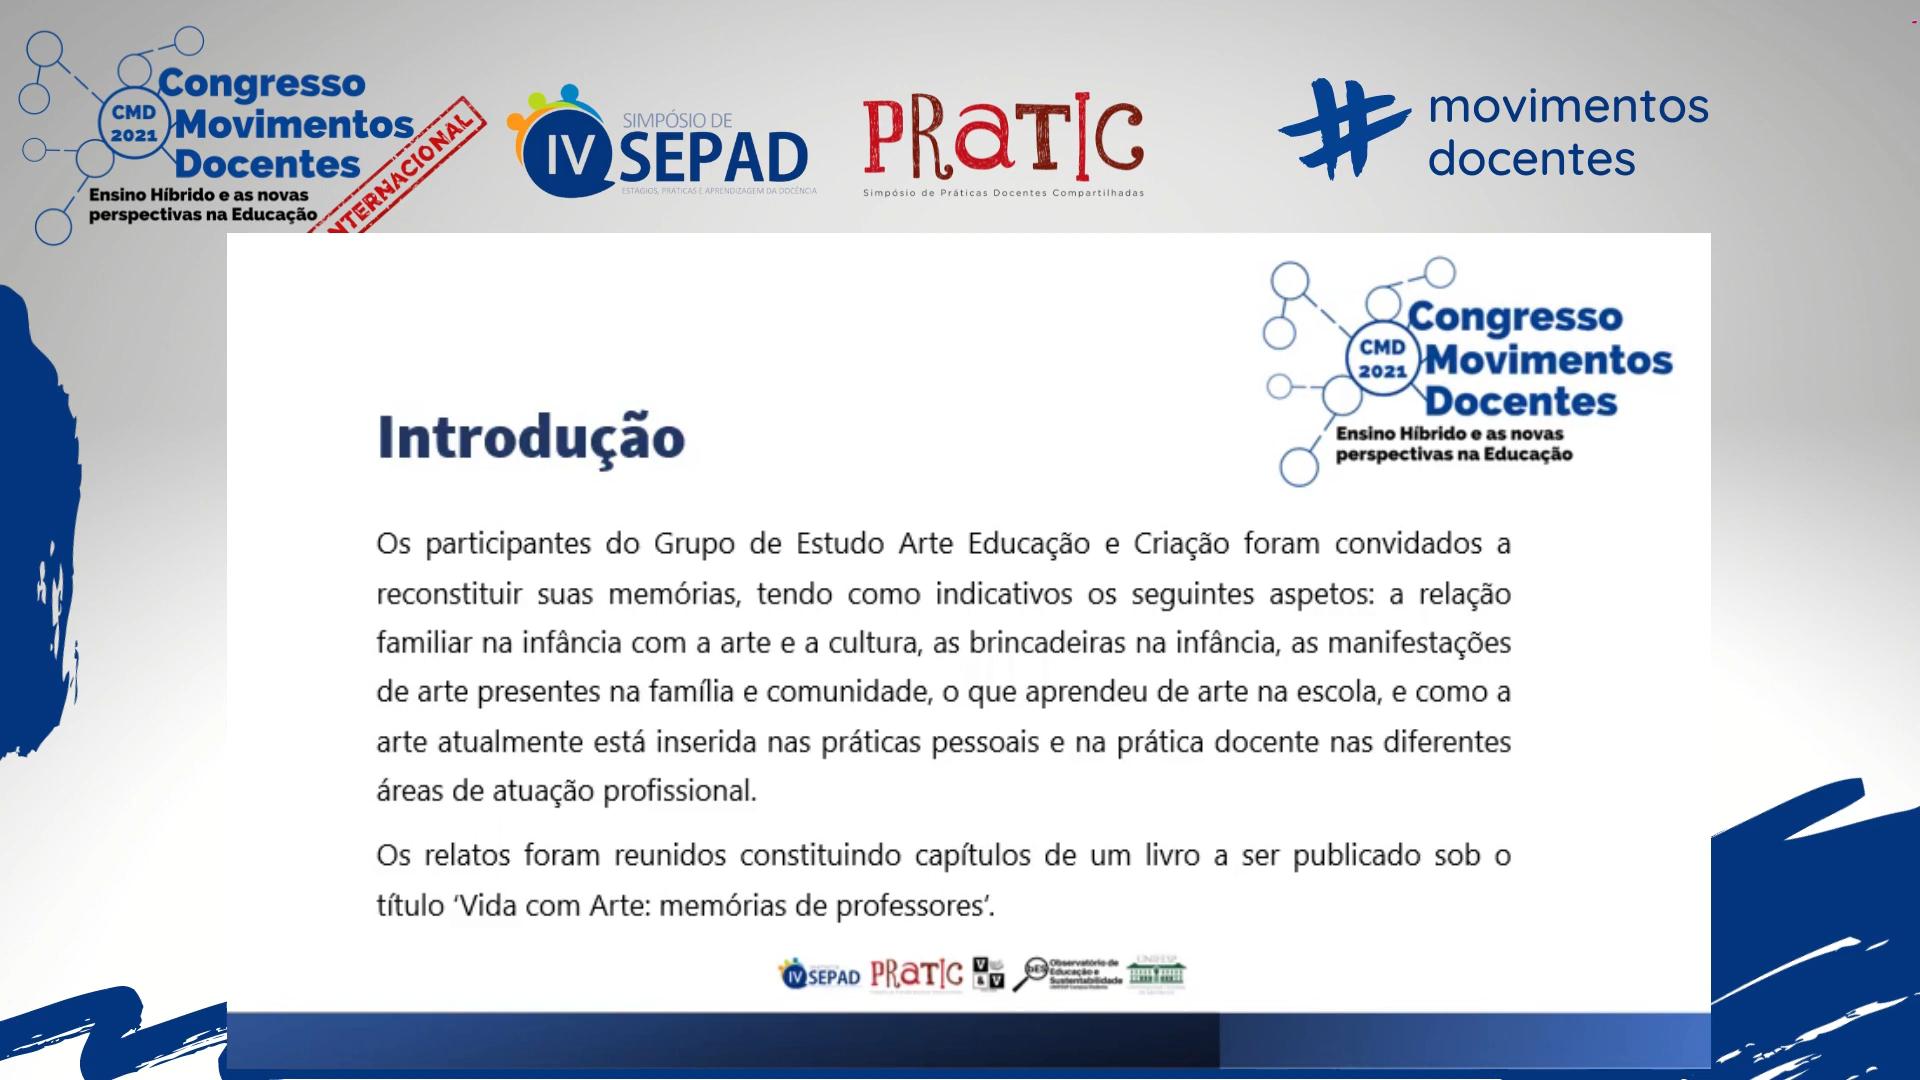 Congresso
Movimentos
Docentes
CMD
2021
Ensino Híbrido e as novas
perspectivas na Educação
INTERNACIONAL
SIMPÓSIO DE
IV SEPAD
ESTÁGIOS, PRÁTICAS E APRENDIZAGEM DA DOCÊNCIA
PRATIC
Simpósio de Práticas Docentes Compartilhadas
# movimentos
docentes
Congresso
Movimentos
Docentes
CMD
2021
Ensino Híbrido e as novas
perspectivas na Educação
Introdução
Os participantes do Grupo de Estudo Arte Educação e Criação foram convidados a
reconstituir suas memórias, tendo como indicativos os seguintes aspetos: a relação
familiar na infância com a arte e a cultura, as brincadeiras na infância, as manifestações
de arte presentes na família e comunidade, o que aprendeu de arte na escola, e como a
arte atualmente está inserida nas práticas pessoais e na prática docente nas diferentes
áreas de atuação profissional.
Os relatos foram reunidos constituindo capítulos de um livro a ser publicado sob o
título ‘Vida com Arte: memórias de professores’.
IV SEPAD
PRATIC
V
& V
OES
Observatório de
Educação e
Sustentabilidade
UNIFESP